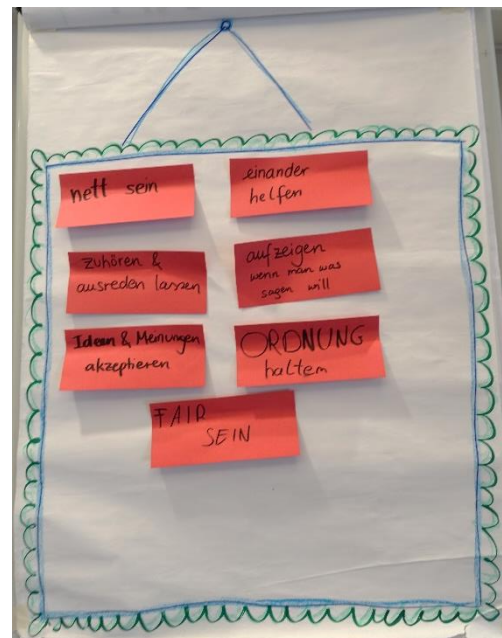 nett sein
einander
helfen
zuhören &
ausreden lassen
aufzeigen
wenn man was
sagen will
Ideen & Meinungen
akzeptieren
ORDNUNG
halten
FAIR
SEIN